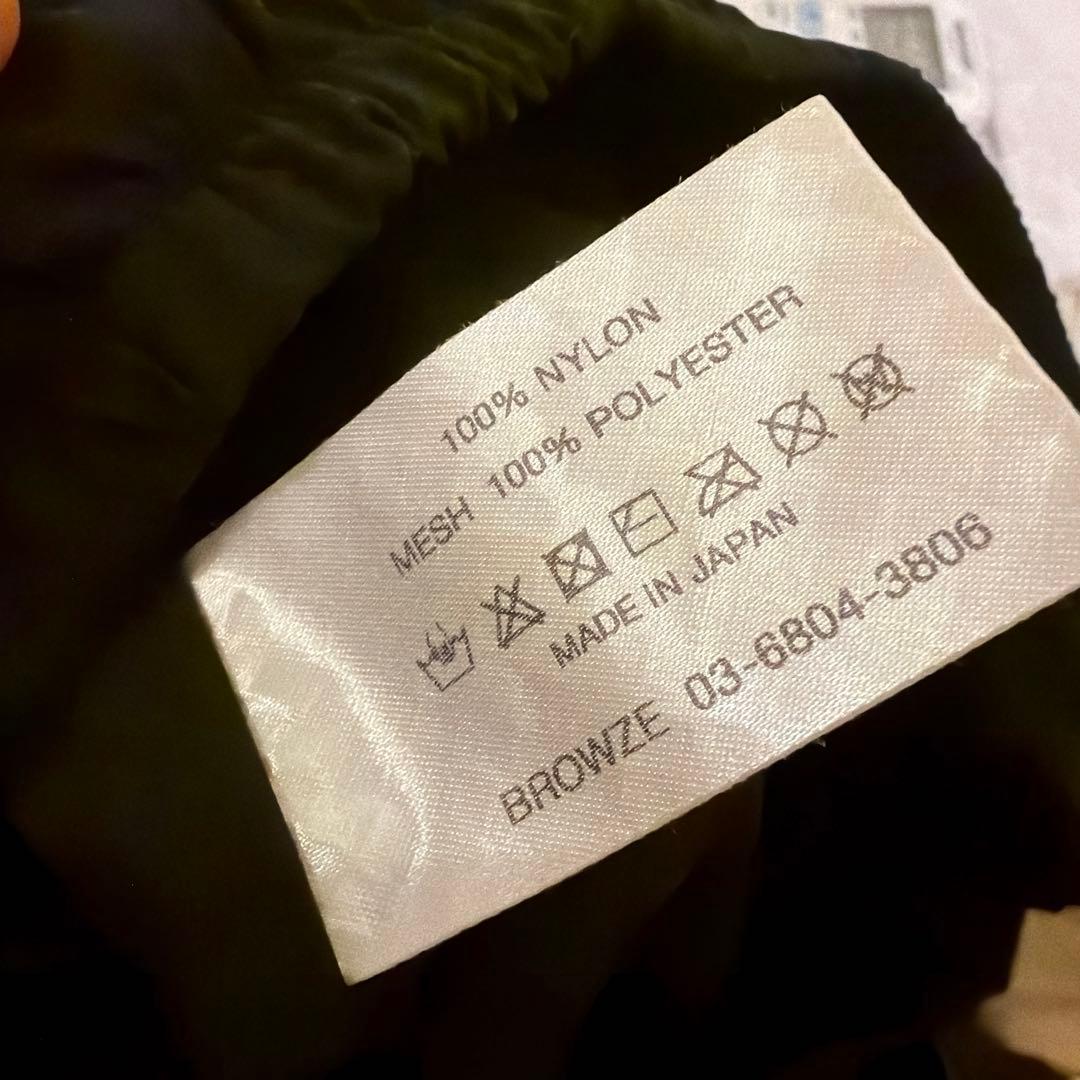 100% NYLON
MESH 100% POLYESTER
MADE IN JAPAN
BROWZE 03-6804-3806